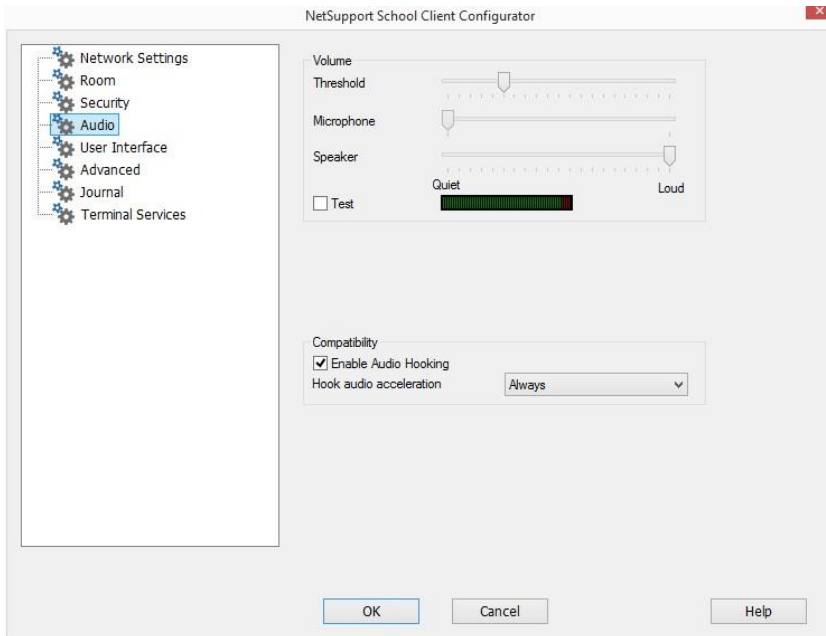 NetSupport School Client Configurator
Network Settings
Room
Security
Audio
User Interface
Advanced
Journal
Terminal Services
Volume
Threshold
Microphone
Speaker
Quiet
Loud
Test
Compatibility
Enable Audio Hooking
Hook audio acceleration
Always
OK
Cancel
Help